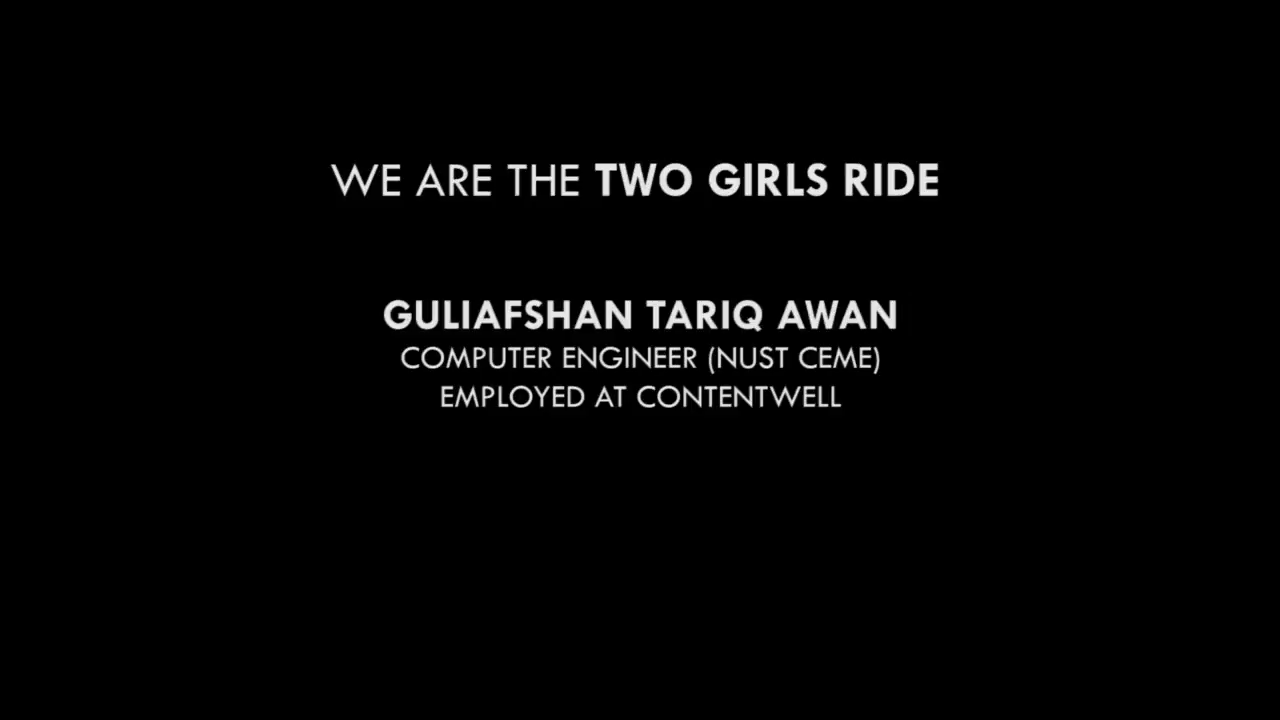 WE ARE THE TWO GIRLS RIDE
GULIAFSHAN TARIQ AWAN
COMPUTER ENGINEER (NUST CEME)
EMPLOYED AT CONTENTWELL